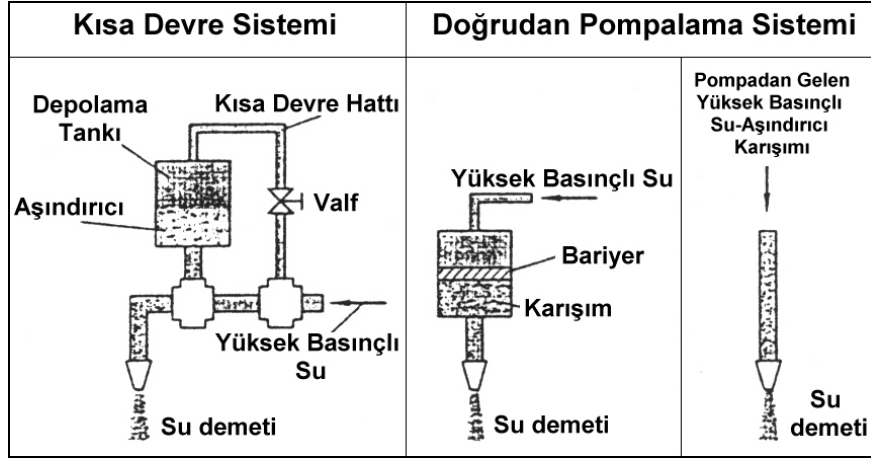 Kısa Devre Sistemi
Doğrudan Pompalama Sistemi
Depolama
Tankı
Kısa Devre Hattı
Aşındırıcı
Valf
Yüksek Basınçlı
Su
Su demeti
Yüksek Basınçlı Su
Bariyer
Karışım
Su demeti
Pompadan Gelen
Yüksek Basınçlı
Su-Aşındırıcı
Karışımı
Su
demeti